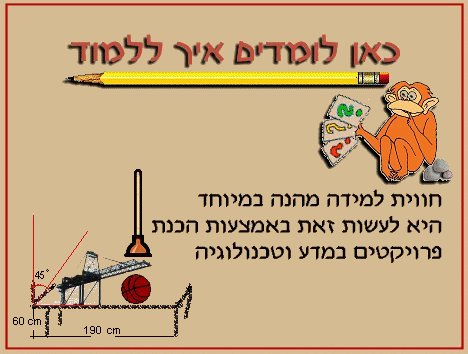 כאן לומדים איך ללמוד
? ? ?
חווית למידה מהנה במיוחד
היא לעשות זאת באמצעות הכנת
פרויקטים במדע וטכנולוגיה
45°
60 cm
190 cm